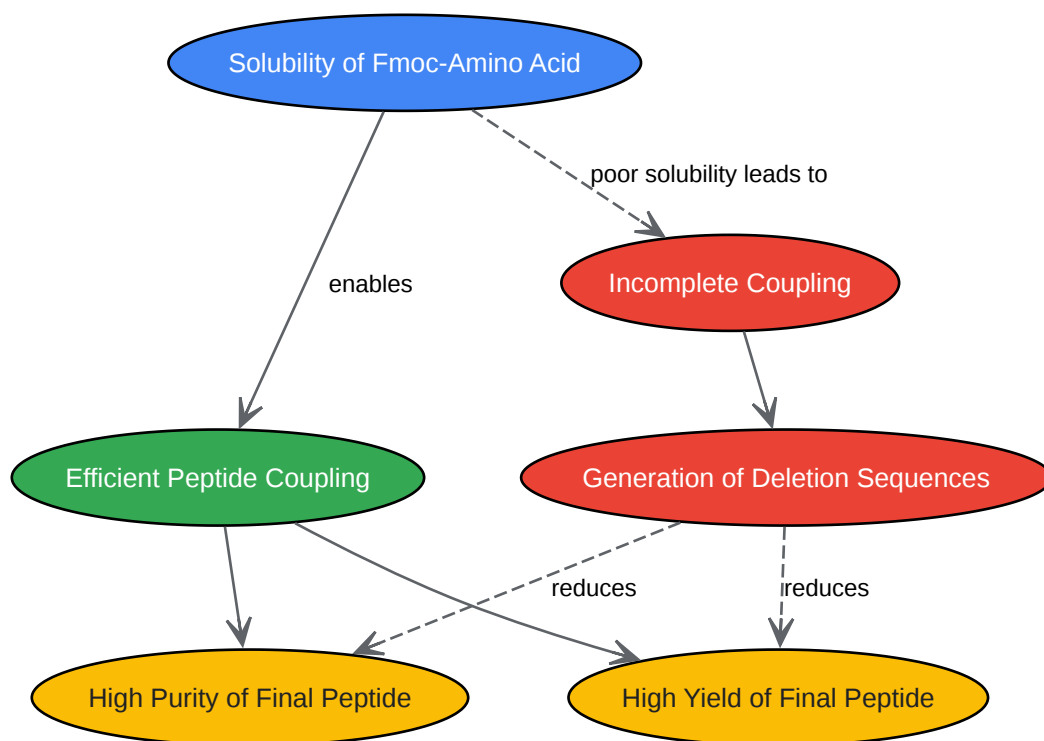 Solubility of Fmoc-Amino Acid
poor solubility leads to
enables
Incomplete Coupling
Efficient Peptide Coupling
Generation of Deletion Sequences
reduces
reduces
High Purity of Final Peptide
High Yield of Final Peptide